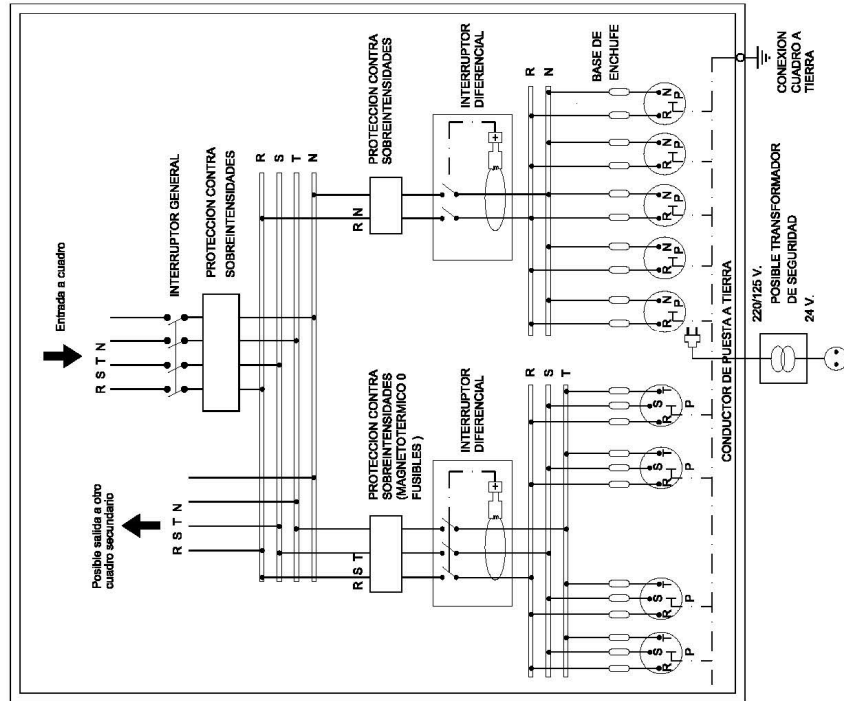 Entrada a cuadro
R S T N
INTERRUPTOR GENERAL
PROTECCION CONTRA
SOBREINTENSIDADES
Posible salida a otro
cuadro secundario
R S T N
R
S
T
N
PROTECCION CONTRA
SOBREINTENSIDADES
(MAGNETOTERMICO 0
FUSIBLES )
R S T
INTERRUPTOR
DIFERENCIAL
PROTECCION CONTRA
SOBREINTENSIDADES
R N
INTERRUPTOR
DIFERENCIAL
R
S
T
R
N
BASE DE
ENCHUFE
R S T
P
R S T
P
R S T
P
R S T
P
R N
P
R N
P
R N
P
R N
P
R N
P
CONDUCTOR DE PUESTA A TIERRA
CONEXION
CUADRO A
TIERRA
220/125 V.
POSIBLE TRANSFORMADOR
DE SEGURIDAD
24 V.